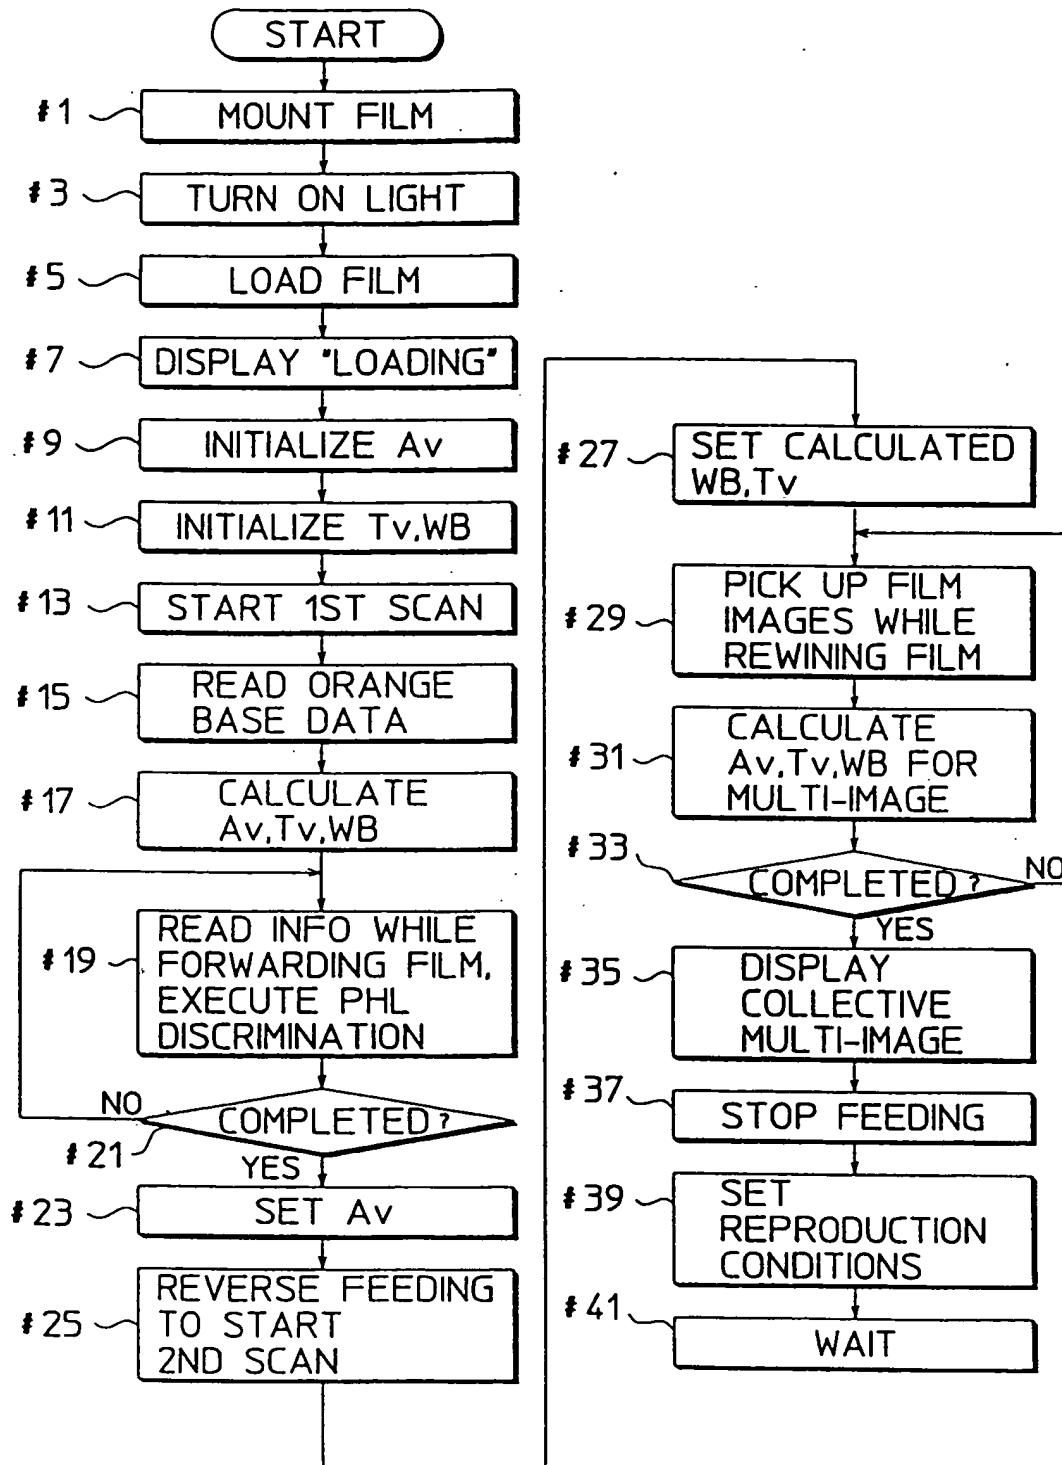 START
#1
MOUNT FILM
#3
TURN ON LIGHT
#5
LOAD FILM
#7
DISPLAY "LOADING"
#9
INITIALIZE Av
#11
INITIALIZE Tv,WB
#13
START 1ST SCAN
#15
READ ORANGE
BASE DATA
#17
CALCULATE
Av,Tv,WB
#19
READ INFO WHILE
FORWARDING FILM,
EXECUTE PHL
DISCRIMINATION
NO
COMPLETED?
#21
YES
#23
SET Av
#25
REVERSE FEEDING
TO START
2ND SCAN
#27
SET CALCULATED
WB,Tv
#29
PICK UP FILM
IMAGES WHILE
REWINING FILM
#31
CALCULATE
Av,Tv,WB FOR
MULTI-IMAGE
#33
COMPLETED?
NO
YES
#35
DISPLAY
COLLECTIVE
MULTI-IMAGE
#37
STOP FEEDING
#39
SET
REPRODUCTION
CONDITIONS
#41
WAIT